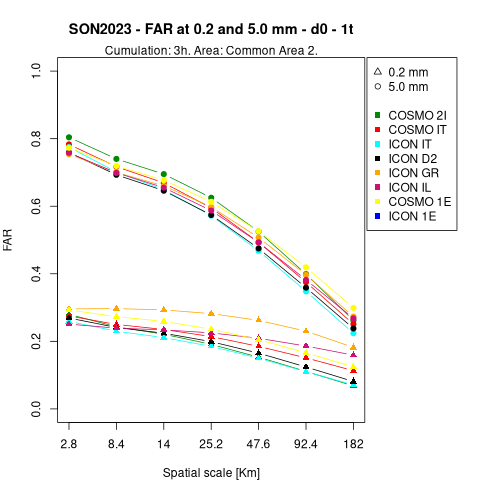 SON2023 - FAR at 0.2 and 5.0 mm - d0 - 1t
Cumulation: 3h. Area: Common Area 2.
0.2 mm
5.0 mm
COSMO 2I
COSMO IT
ICON IT
ICON D2
ICON GR
ICON IL
COSMO 1E
ICON 1E
FAR
1.0
0.8
0.6
0.4
0.2
0.0
2.8 8.4 14 25.2 47.6 92.4 182
Spatial scale [Km]